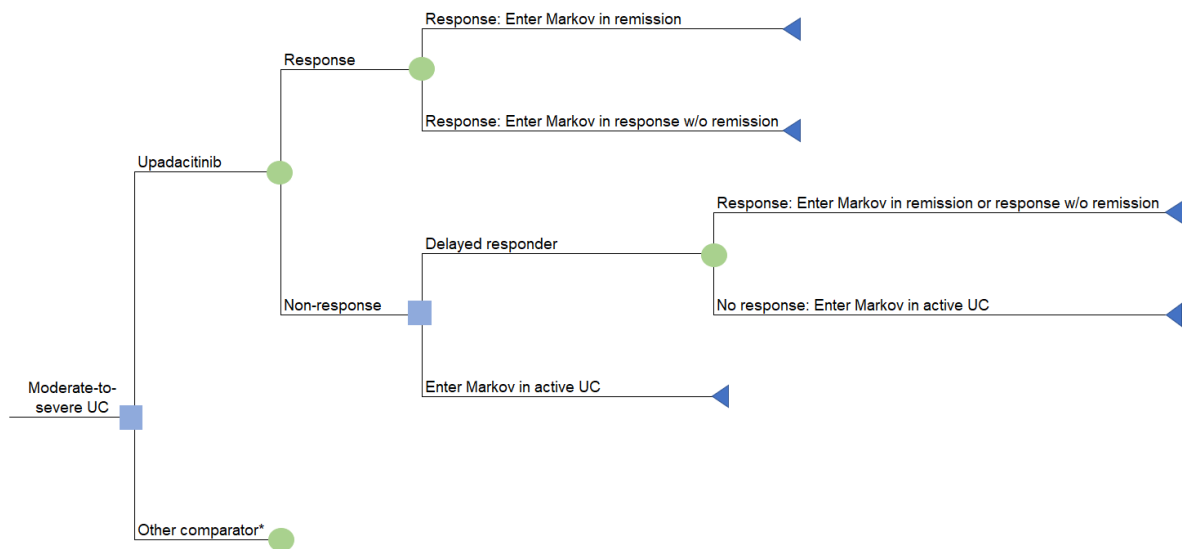 Response: Enter Markov in remission
Response
Response: Enter Markov in response w/o remission
Upadacitinib
Response: Enter Markov in remission or response w/o remission
Delayed responder
Non-response
No response: Enter Markov in active UC
Enter Markov in active UC
Moderate-to-
severe UC
Other comparator*